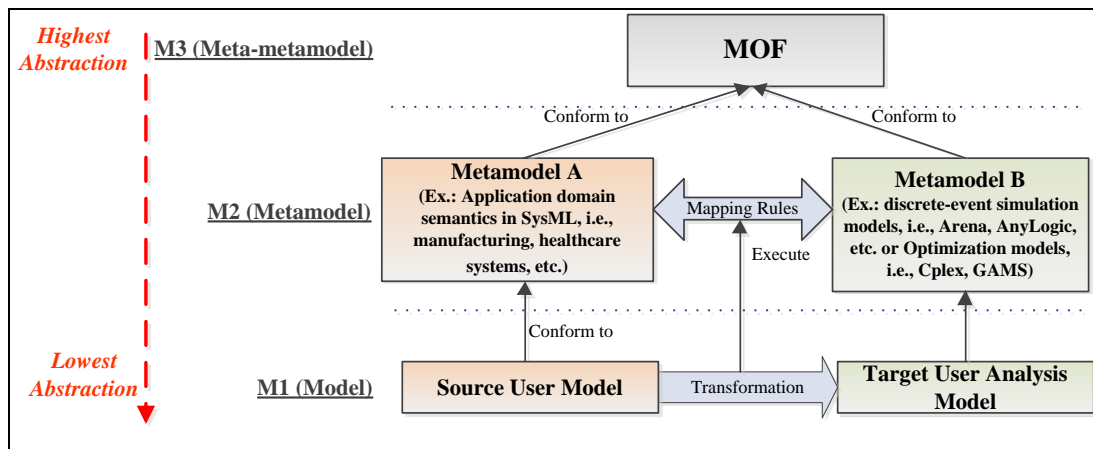 Highest
Abstraction
M3 (Meta-metamodel)
MOF
Conform to
Conform to
M2 (Metamodel)
Metamodel A
(Ex.: Application domain
semantics in SysML, i.e.,
manufacturing, healthcare
systems, etc.)
Mapping Rules
Metamodel B
(Ex.: discrete-event simulation
models, i.e., Arena, AnyLogic,
etc. or Optimization models,
i.e., Cplex, GAMS)
Execute
Conform to
Lowest
Abstraction
M1 (Model)
Source User Model
Transformation
Target User Analysis
Model